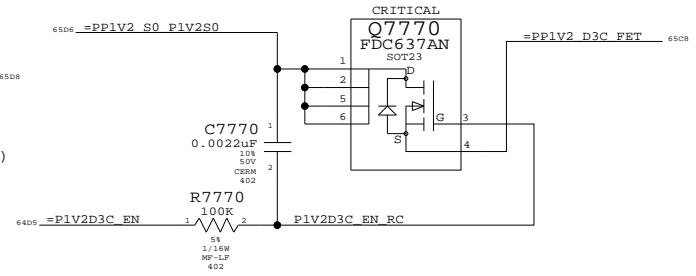 CRITICAL
Q7770
FDC637AN
SOT23
65D6 =PP1V2_S0_P1V2S0
=PP1V2_D3C_FET 65C8
65D8
1
D
2
5
6
G 3
S 4
C7770 1
0.0022uF
10%
50V
CERM 2
402
)
R7770
100K
64D5 =P1V2D3C_EN 1 2 P1V2D3C_EN_RC
5%
1/16W
MF-LF
402